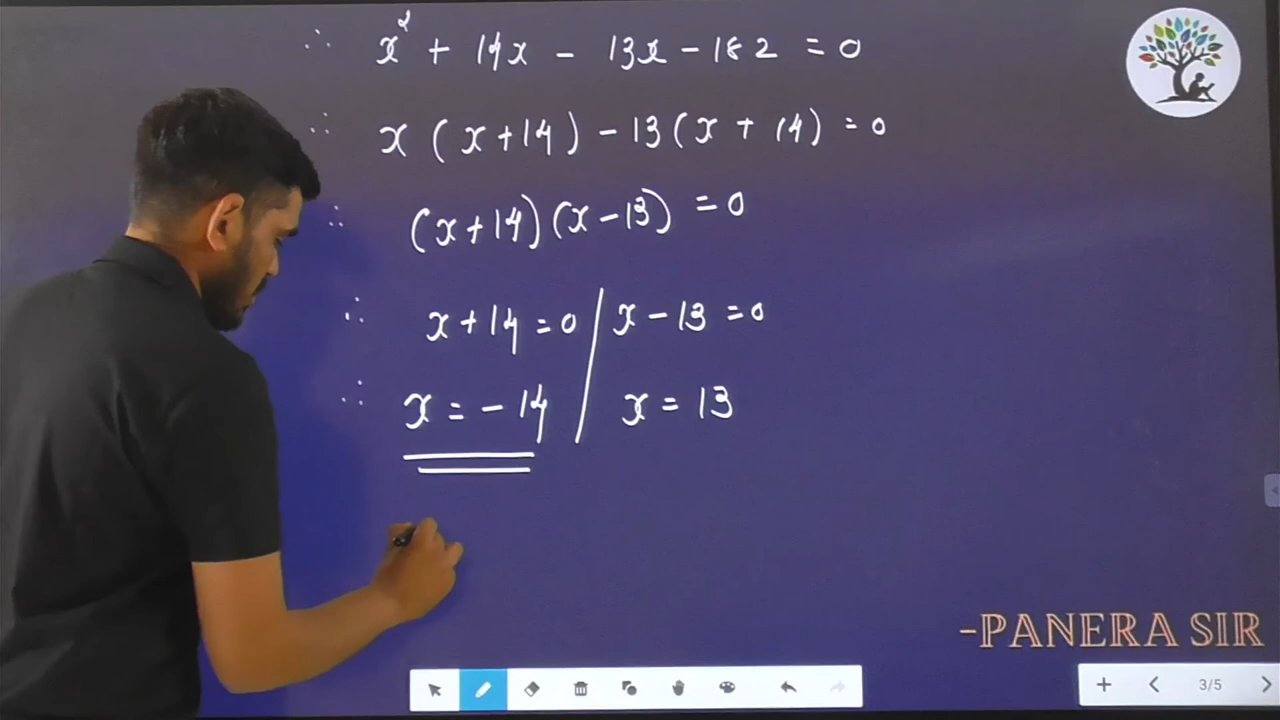 ∴ x² + 14x - 13x - 182 = 0
∴ x (x+14) - 13 (x + 14) = 0
∴ (x+14) (x-13) = 0
∴ x+14 = 0 / x-13 = 0
∴ x = -14 / x = 13
-PANERA SIR
3/5